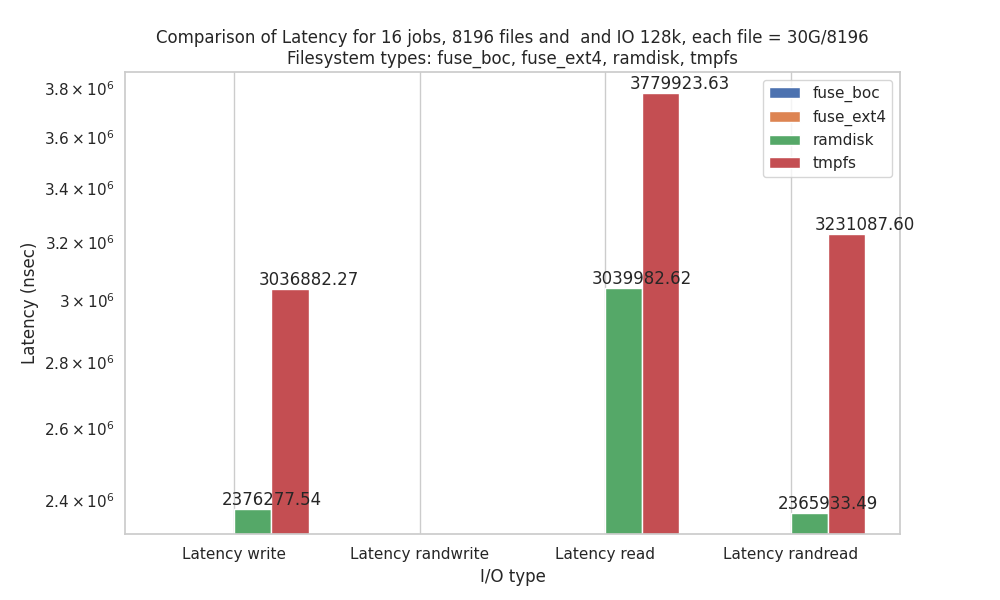 Comparison of Latency for 16 jobs, 8196 files and  and IO 128k, each file = 30G/8196
Filesystem types: fuse_boc, fuse_ext4, ramdisk, tmpfs
3.8 × 10⁶
3.6 × 10⁶
3.4 × 10⁶
3.2 × 10⁶
3 × 10⁶
2.8 × 10⁶
2.6 × 10⁶
2.4 × 10⁶
Latency (nsec)
3779923.63
3231087.60
3036882.27
3039982.62
2376277.54
2365933.49
fuse_boc
fuse_ext4
ramdisk
tmpfs
Latency write
Latency randwrite
Latency read
Latency randread
I/O type